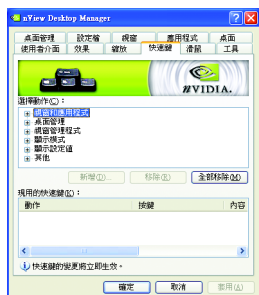 nView Desktop Manager
桌面管理 設定檔 視窗 應用程式 桌面
使用者介面 效果 縮放 快速鍵 滑鼠 工具
NVIDIA.
選擇動作(C)：
視窗和應用程式
桌面管理
視窗管理程式
顯示模式
顯示設定值
其他
新增(D)... 移除(R) 全部移除(M)
現用的快速鍵(E)：
動作 按鍵 內容
快速鍵的變更將立即生效。
確定 取消 套用(A)